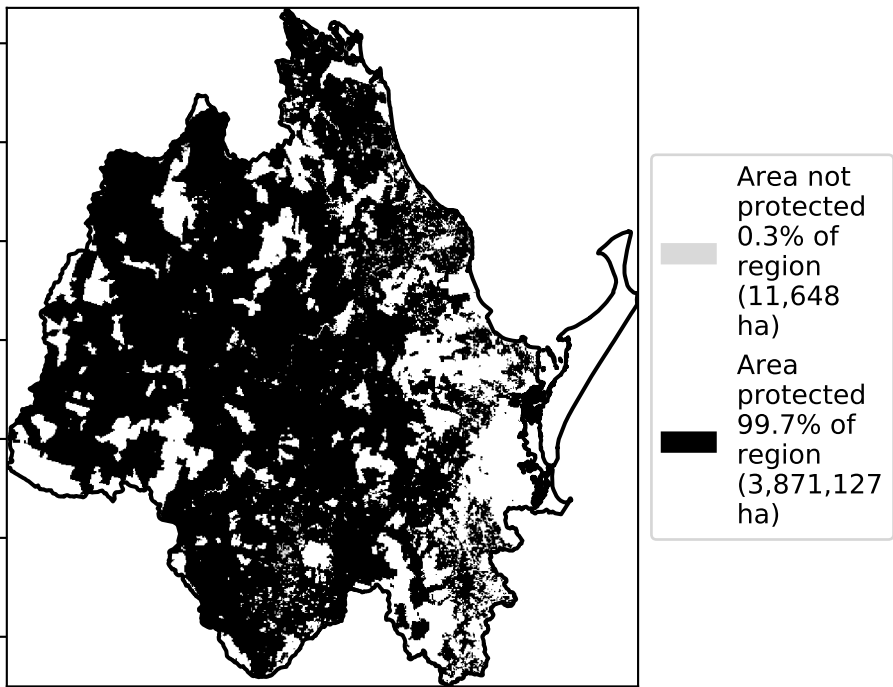 Area not
protected
0.3% of
region
(11,648
ha)
Area
protected
99.7% of
region
(3,871,127
ha)